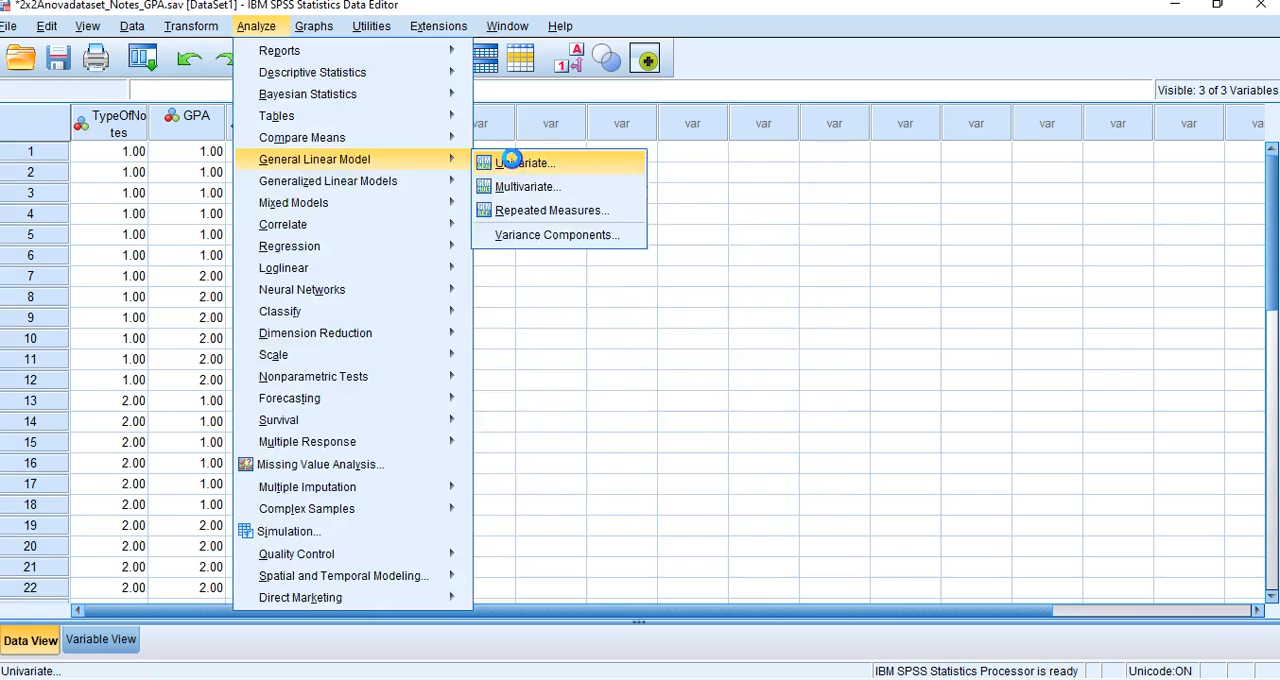 *2x2Anovadataset_Notes_GPA.sav [DataSet1] - IBM SPSS Statistics Data Editor
File Edit View Data Transform Analyze Graphs Utilities Extensions Window Help
Visible: 3 of 3 Variables
TypeOfNo
tes
GPA
var var var var var var var var var var var
Reports
Descriptive Statistics
Bayesian Statistics
Tables
Compare Means
General Linear Model
Generalized Linear Models
Mixed Models
Correlate
Regression
Loglinear
Neural Networks
Classify
Dimension Reduction
Scale
Nonparametric Tests
Forecasting
Survival
Multiple Response
Missing Value Analysis...
Multiple Imputation
Complex Samples
Simulation...
Quality Control
Spatial and Temporal Modeling...
Direct Marketing
Univariate...
Multivariate...
Repeated Measures...
Variance Components...
1 1.00 1.00
2 1.00 1.00
3 1.00 1.00
4 1.00 1.00
5 1.00 1.00
6 1.00 1.00
7 1.00 2.00
8 1.00 2.00
9 1.00 2.00
10 1.00 2.00
11 1.00 2.00
12 1.00 2.00
13 2.00 1.00
14 2.00 1.00
15 2.00 1.00
16 2.00 1.00
17 2.00 1.00
18 2.00 1.00
19 2.00 2.00
20 2.00 2.00
21 2.00 2.00
22 2.00 2.00
Data View Variable View
Univariate...
IBM SPSS Statistics Processor is ready
Unicode:ON